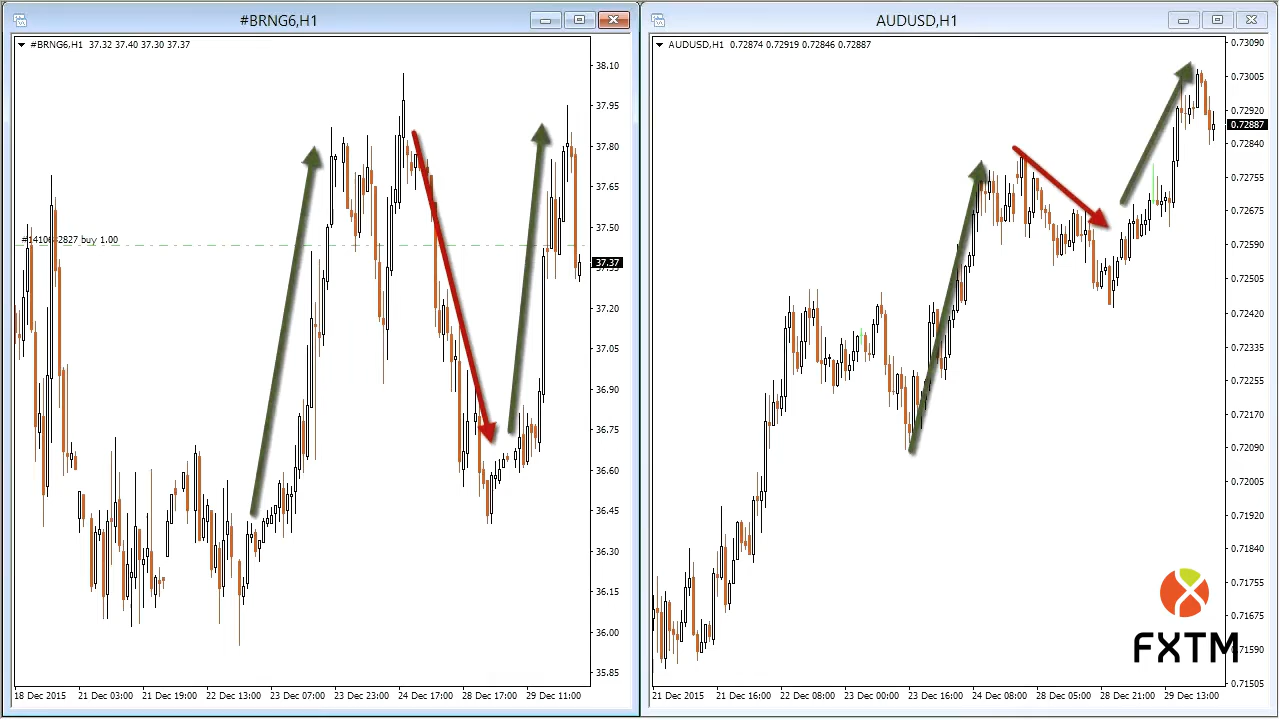 #BRNG6,H1
#BRNG6,H1 37.32 37.40 37.30 37.37
38.10
37.95
37.80
37.65
37.50
buy 1.00
37.37
37.35
37.20
37.05
36.90
36.75
36.60
36.45
36.30
36.15
36.00
35.85
18 Dec 2015
21 Dec 03:00
21 Dec 19:00
22 Dec 13:00
23 Dec 07:00
23 Dec 23:00
24 Dec 17:00
28 Dec 17:00
29 Dec 11:00
AUDUSD,H1
AUDUSD,H1 0.72874 0.72919 0.72846 0.72887
0.73090
0.73005
0.72920
0.72887
0.72840
0.72755
0.72675
0.72590
0.72505
0.72420
0.72335
0.72255
0.72170
0.72090
0.72005
0.71920
0.71840
0.71755
0.71675
0.71590
0.71505
21 Dec 2015
21 Dec 16:00
22 Dec 08:00
23 Dec 00:00
23 Dec 16:00
24 Dec 08:00
28 Dec 05:00
28 Dec 21:00
29 Dec 13:00
FXTM